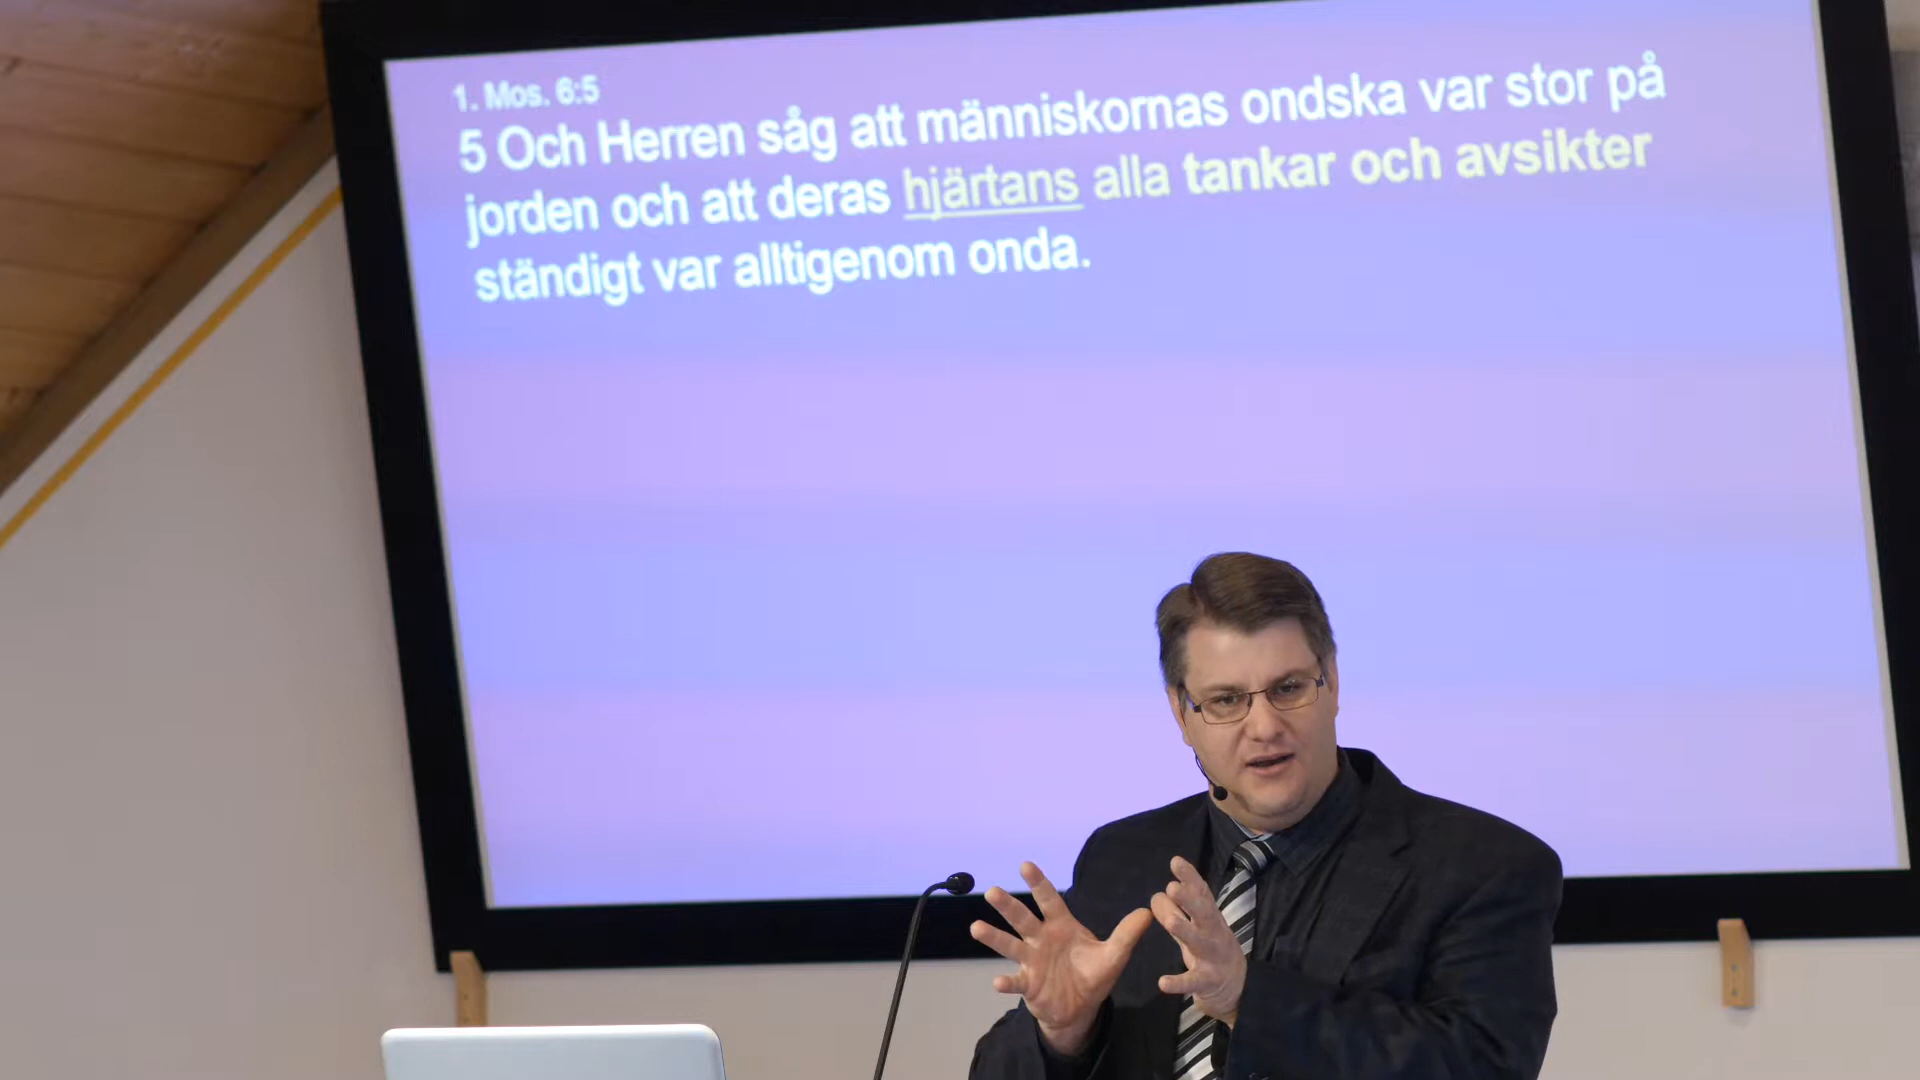 1. Mos. 6:5
5 Och Herren såg att människornas ondska var stor på
jorden och att deras hjärtans alla tankar och avsikter
ständigt var alltigenom onda.